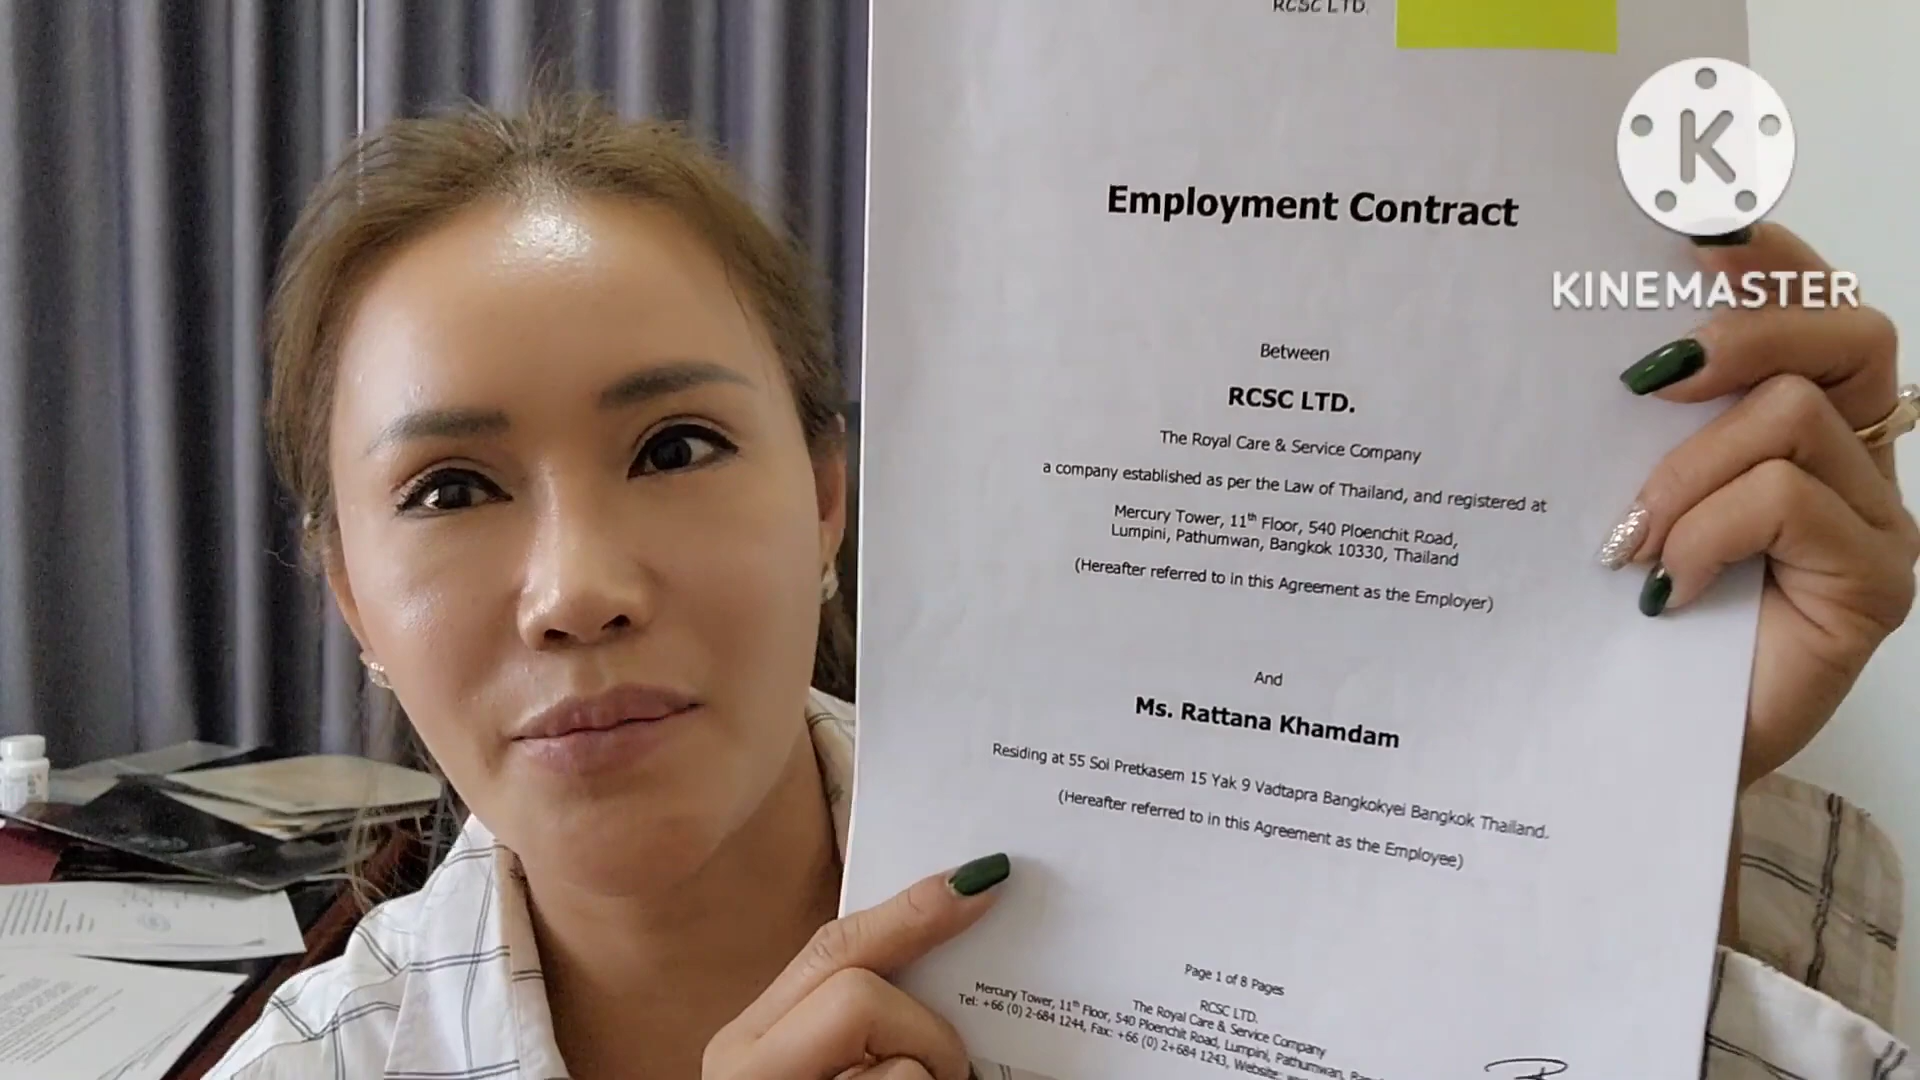 RCSC LTD.
K
KINEMASTER
Employment Contract
Between
RCSC LTD.
The Royal Care & Service Company
a company established as per the Law of Thailand, and registered at
Mercury Tower, 11th Floor, 540 Ploenchit Road,
Lumpini, Pathumwan, Bangkok 10330, Thailand
(Hereafter referred to in this Agreement as the Employer)
And
Ms. Rattana Khamdam
Residing at 55 Soi Pretkasem 15 Yak 9 Vadtapra Bangkokyei Bangkok Thailand.
(Hereafter referred to in this Agreement as the Employee)
Page 1 of 8 Pages
RCSC LTD.
The Royal Care & Service Company
Mercury Tower, 11th Floor, 540 Ploenchit Road, Lumpini, Pathumwan,
Tel: +66 (0) 2-684 1244, Fax: +66 (0) 2+684 1243, Website: